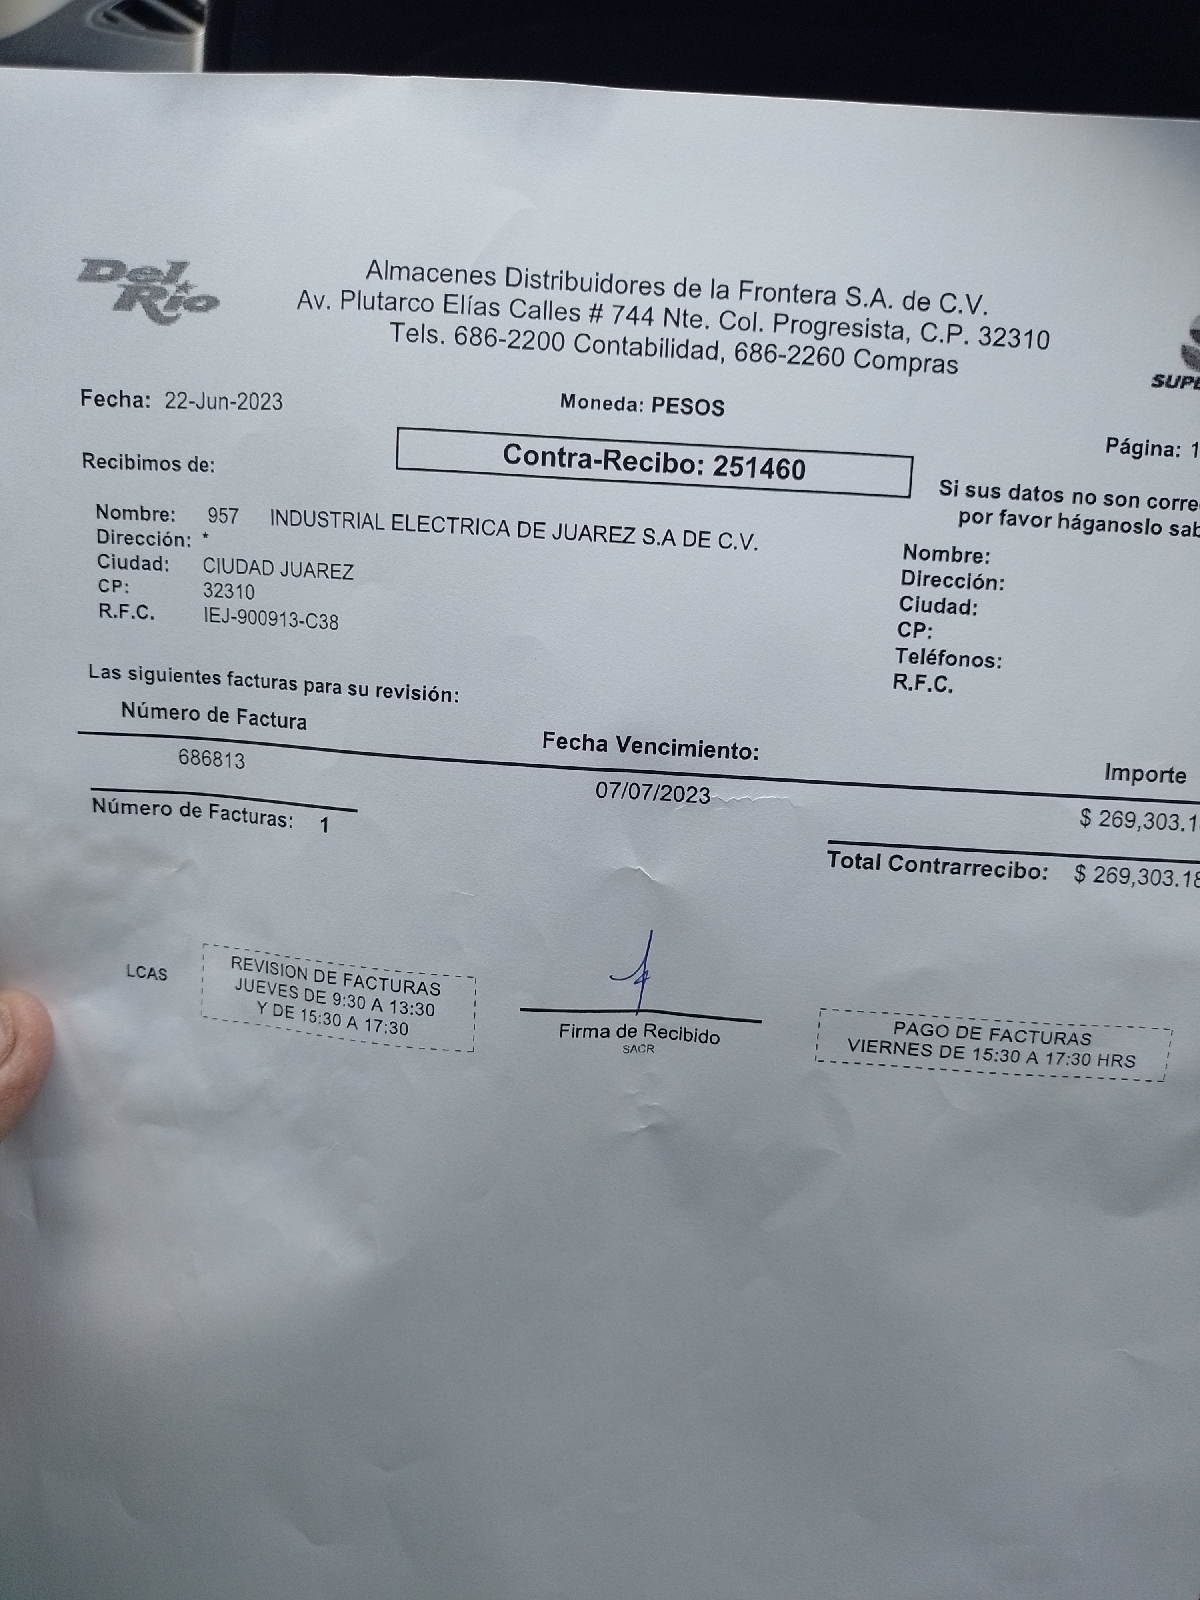 Del Rio
Almacenes Distribuidores de la Frontera S.A. de C.V.
Av. Plutarco Elías Calles # 744 Nte. Col. Progresista, C.P. 32310
Tels. 686-2200 Contabilidad, 686-2260 Compras
Fecha: 22-Jun-2023
Moneda: PESOS
Página: 1
Contra-Recibo: 251460
Recibimos de:
Si sus datos no son
por favor háganoslo
Nombre: 957 INDUSTRIAL ELECTRICA DE JUAREZ S.A DE C.V.
Dirección: *
Ciudad: CIUDAD JUAREZ
CP: 32310
R.F.C. IEJ-900913-C38
Nombre:
Dirección:
Ciudad:
CP:
Teléfonos:
R.F.C.
Las siguientes facturas para su revisión:
Número de Factura Fecha Vencimiento: Importe
686813 07/07/2023 $ 269,303.1
Número de Facturas: 1
Total Contrarrecibo: $ 269,303.18
LCAS
REVISION DE FACTURAS
JUEVES DE 9:30 A 13:30
Y DE 15:30 A 17:30
Firma de Recibido
SACR
PAGO DE FACTURAS
VIERNES DE 15:30 A 17:30 HRS